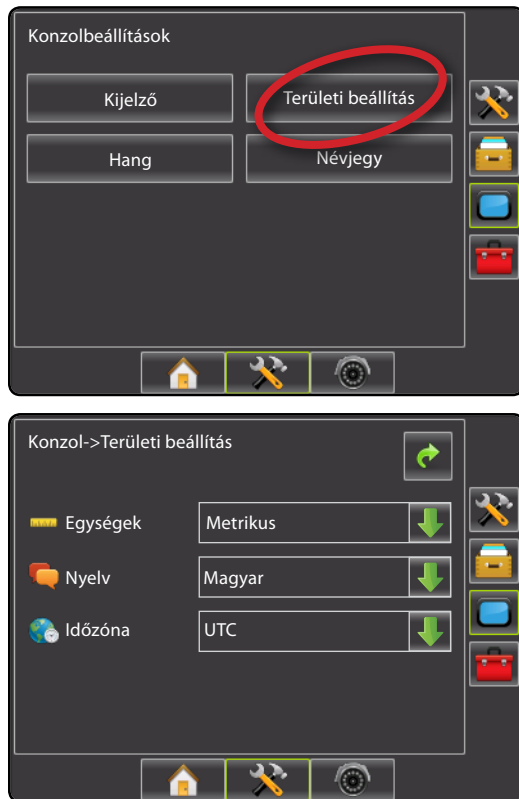 Konzolbeállítások
Kijelző
Területi beállítás
Hang
Névjegy
Konzol->Területi beállítás
Egységek
Metrikus
Nyelv
Magyar
Időzóna
UTC